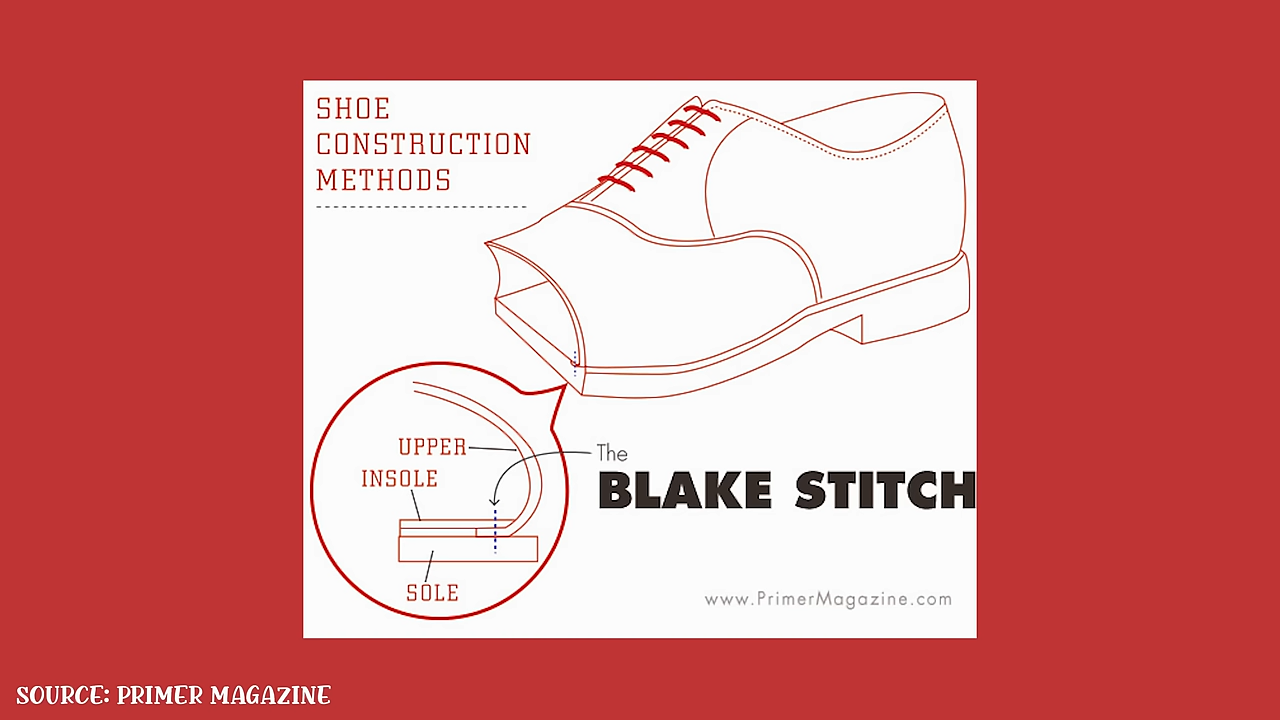 SHOE
CONSTRUCTION
METHODS
UPPER
INSOLE
SOLE
The
BLAKE STITCH
www.PrimerMagazine.com
SOURCE: PRIMER MAGAZINE